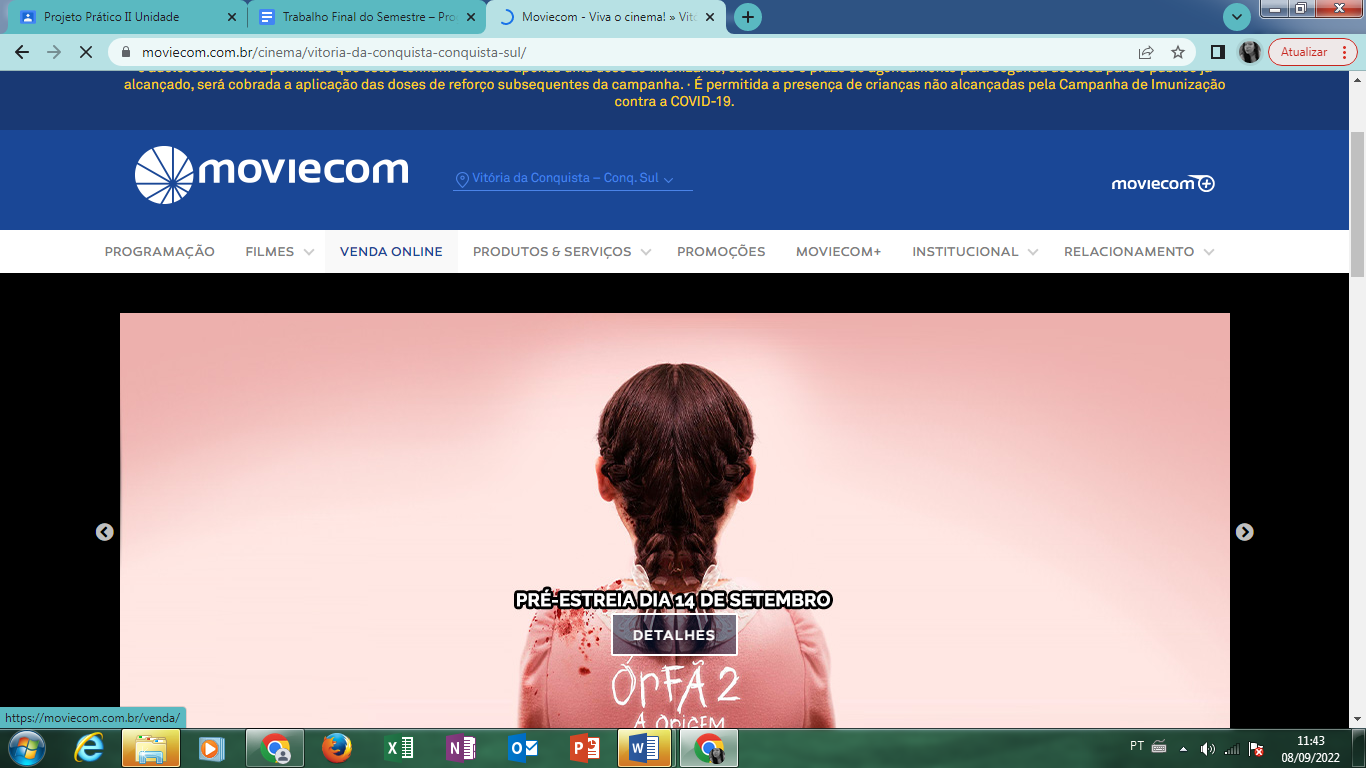 Projeto Prático II Unidade
Trabalho Final do Semestre – Pro
Moviecom - Viva o cinema! » Vitó
moviecom.com.br/cinema/vitoria-da-conquista-conquista-sul/
Atualizar
alcançado, será cobrada a aplicação das doses de reforço subsequentes da campanha. · É permitida a presença de crianças não alcançadas pela Campanha de Imunização
contra a COVID-19.
moviecom
Vitória da Conquista – Conq. Sul
moviecom+
PROGRAMAÇÃO FILMES VENDA ONLINE PRODUTOS & SERVIÇOS PROMOÇÕES MOVIECOM+ INSTITUCIONAL RELACIONAMENTO
PRÉ-ESTREIA DIA 14 DE SETEMBRO
DETALHES
ÓRFÃ 2
A ORIGEM
https://moviecom.com.br/venda/
PT
11:43
08/09/2022